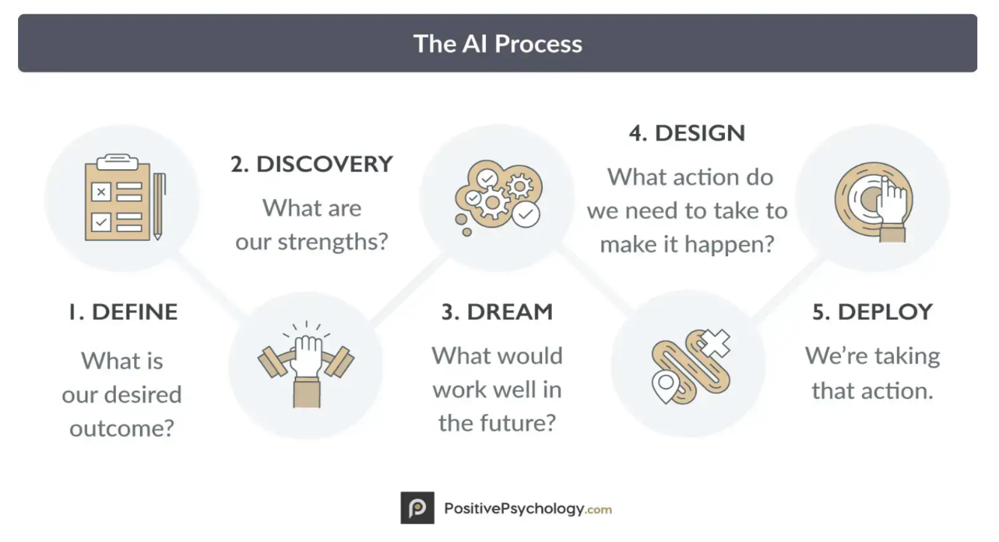 The AI Process
1. DEFINE
What is
our desired
outcome?
2. DISCOVERY
What are
our strengths?
3. DREAM
What would
work well in
the future?
4. DESIGN
What action do
we need to take to
make it happen?
5. DEPLOY
We’re taking
that action.
PositivePsychology.com